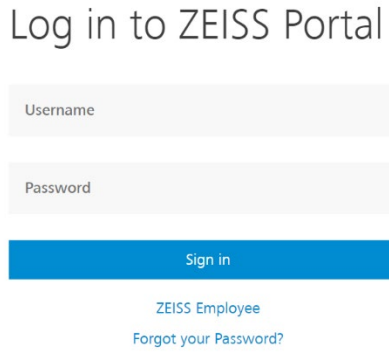 Log in to ZEISS Portal
Username
Password
Sign in
ZEISS Employee
Forgot your Password?